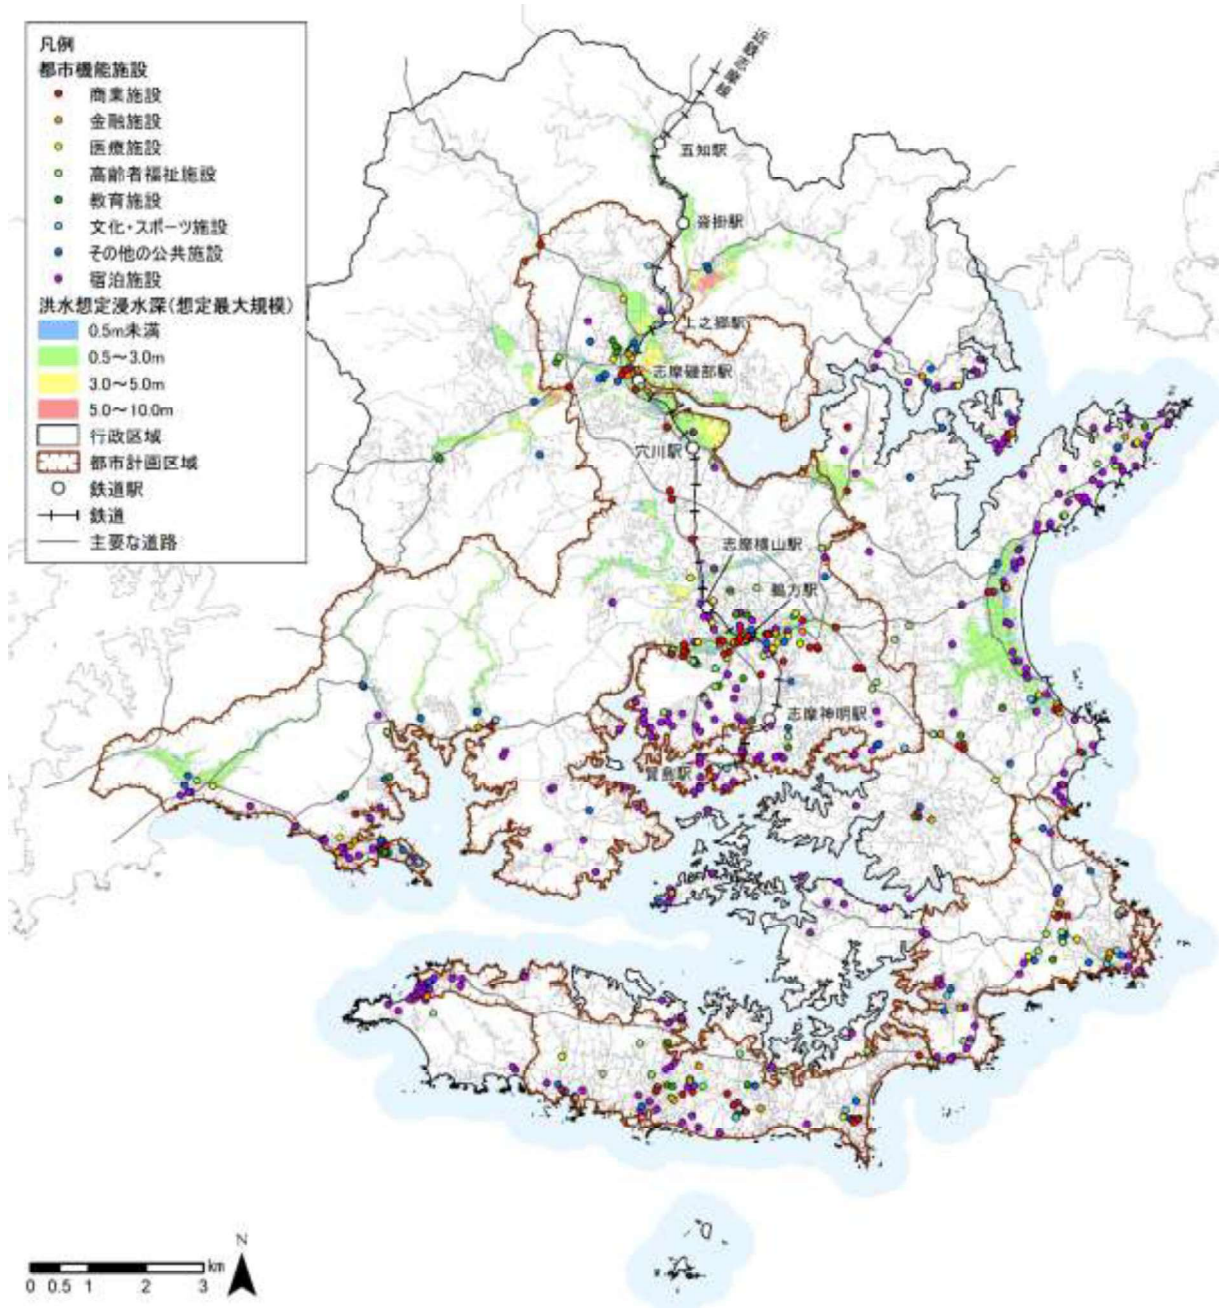 凡例
都市機能施設
商業施設
金融施設
医療施設
高齢者福祉施設
教育施設
文化・スポーツ施設
その他の公共施設
宿泊施設
洪水想定浸水深(想定最大規模)
0.5m未満
0.5～3.0m
3.0～5.0m
5.0～10.0m
行政区域
都市計画区域
鉄道駅
鉄道
主要な道路
近鉄志摩線
五知駅
沓掛駅
上之郷駅
志摩磯部駅
穴川駅
志摩横山駅
鵜方駅
志摩神明駅
賢島駅
N
km
0 0.5 1 2 3